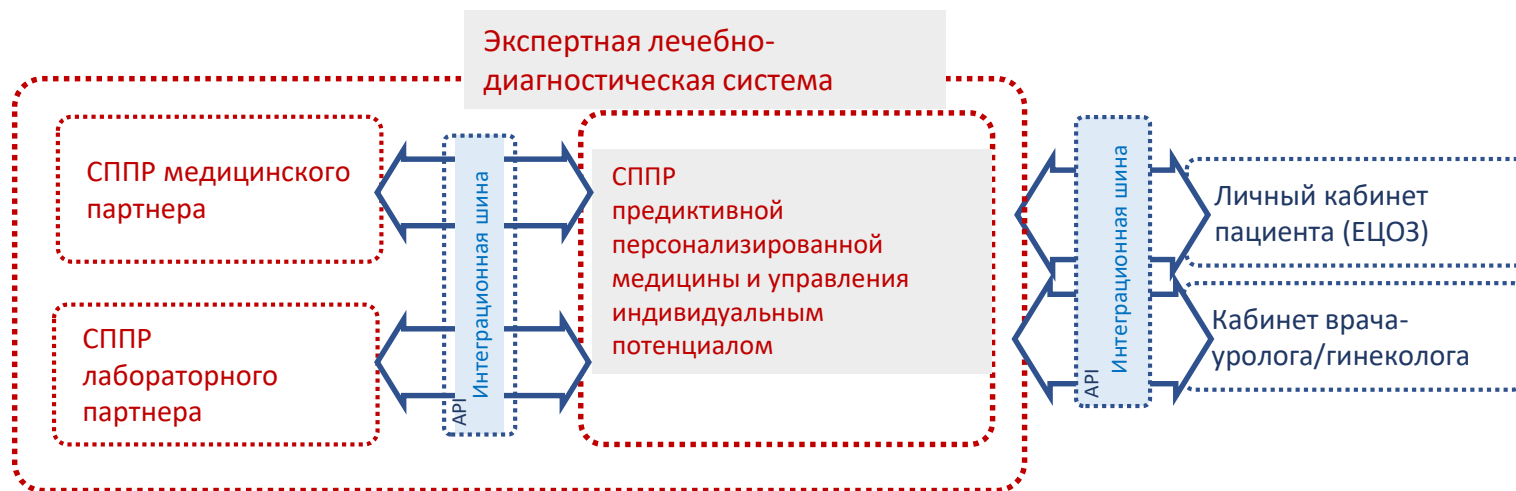 Экспертная лечебно-
диагностическая система
СППР медицинского
партнера
СППР
лабораторного
партнера
API
Интеграционная шина
СППР
предиктивной
персонализированной
медицины и управления
индивидуальным
потенциалом
API
Интеграционная шина
Личный кабинет
пациента (ЕЦОЗ)
Кабинет врача-
уролога/гинеколога